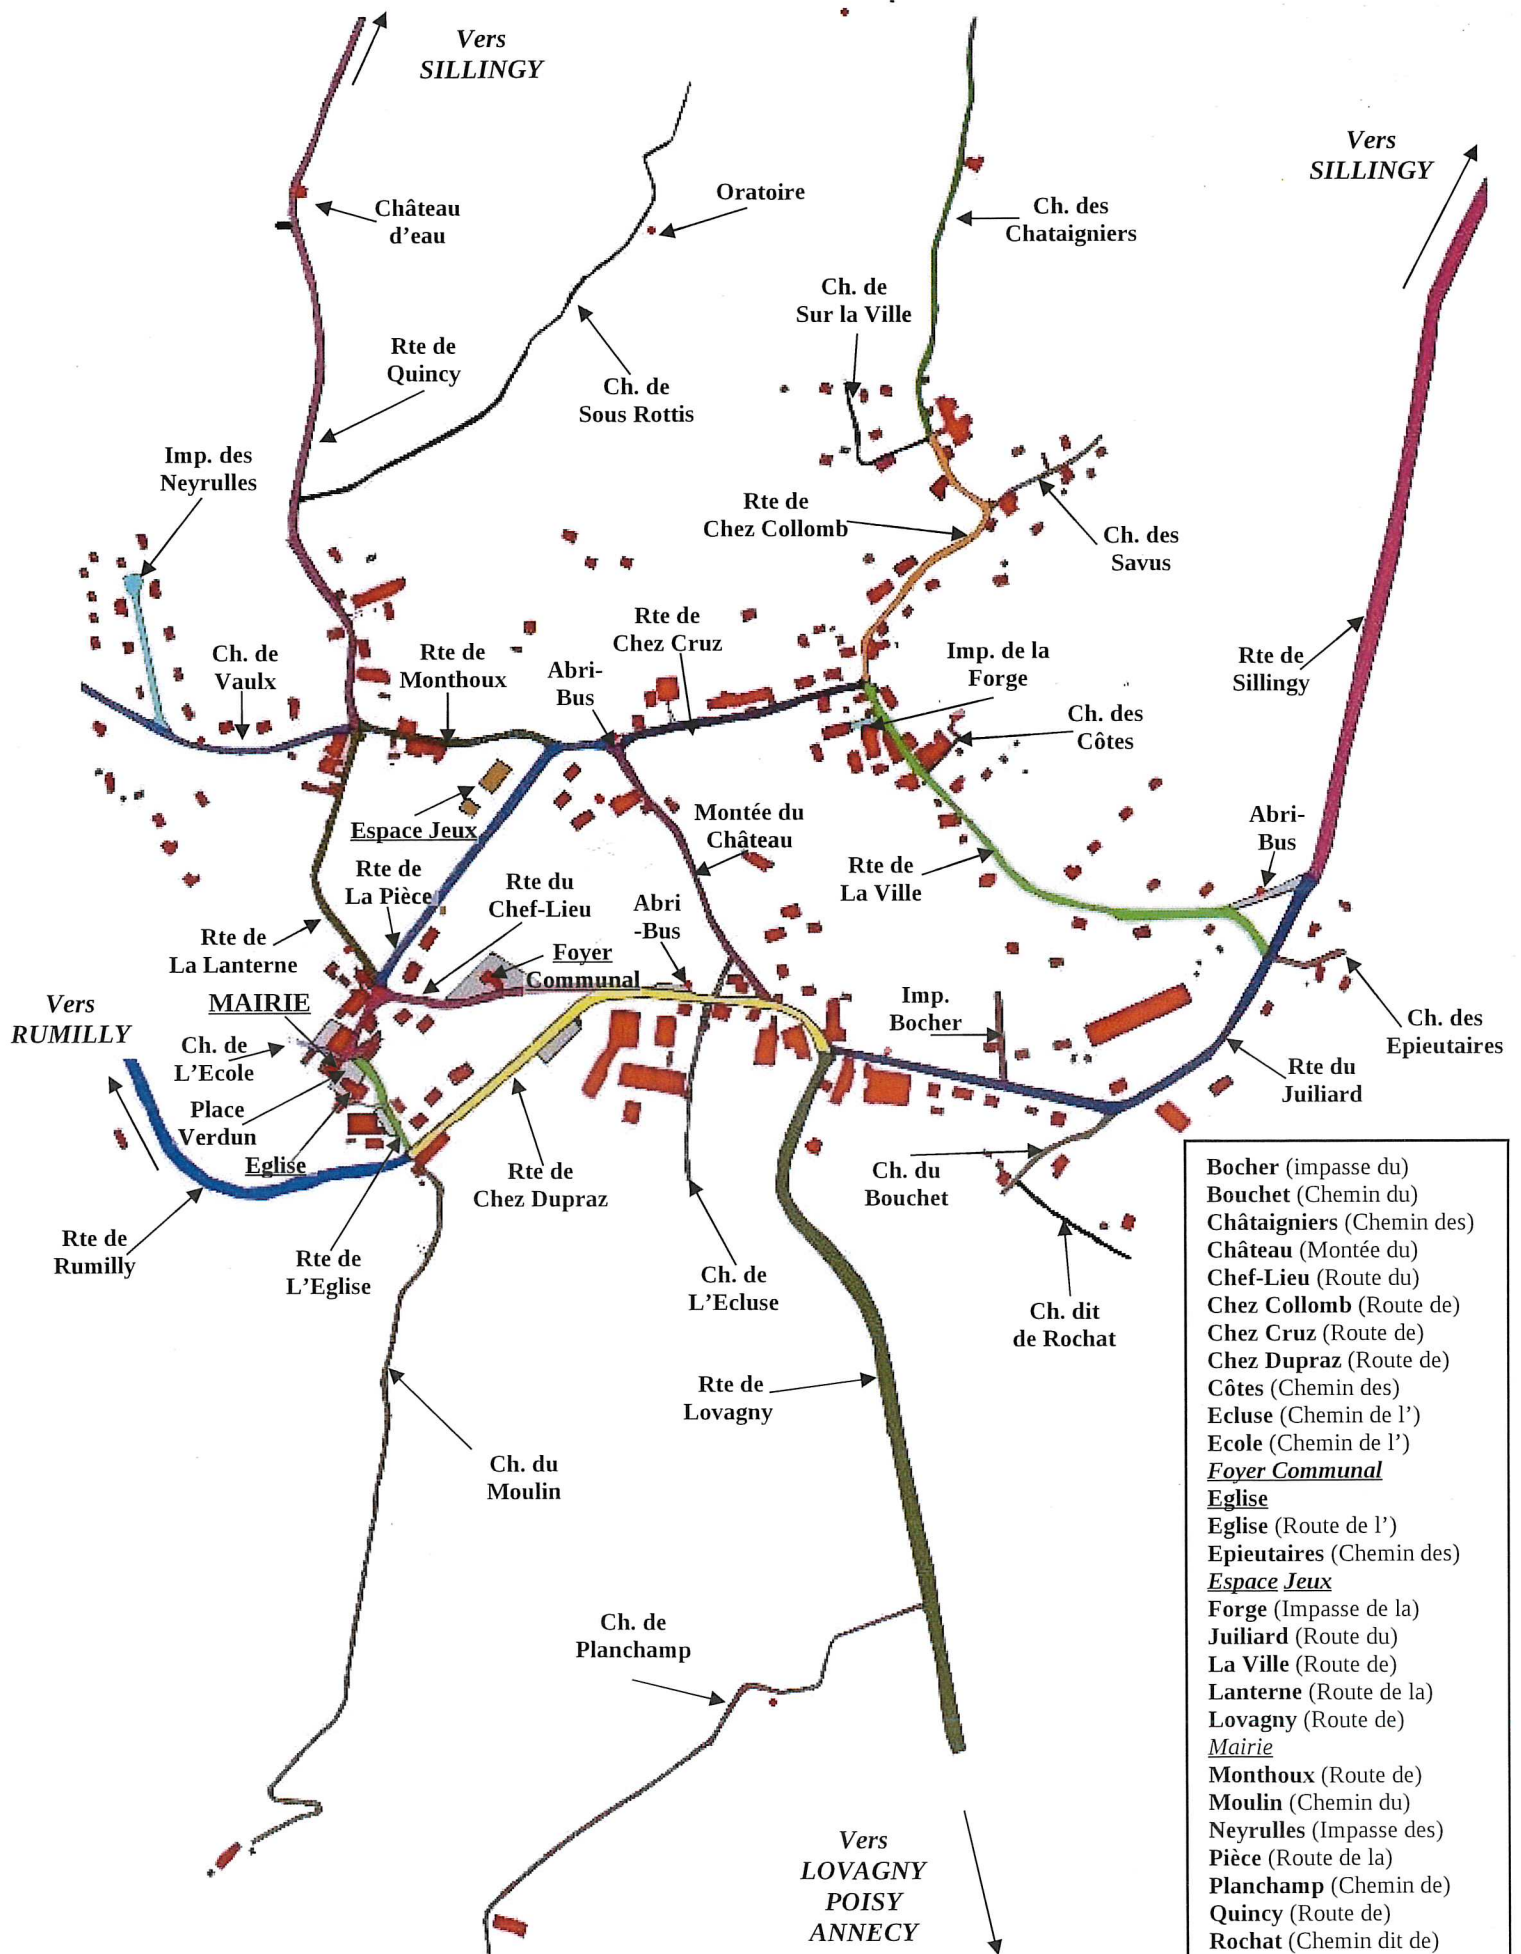 Vers
SILLINGY
Château
d'eau
Oratoire
Ch. des
Chataigniers
Vers
SILLINGY
Ch. de
Sur la Ville
Rte de
Quincy
Ch. de
Sous Rottis
Imp. des
Neyrulles
Rte de
Chez Collomb
Ch. des
Savus
Ch. de
Vaulx
Rte de
Monthoux
Abri-
Bus
Rte de
Chez Cruz
Imp. de la
Forge
Rte de
Sillingy
Ch. des
Côtes
Espace Jeux
Montée du
Château
Abri-
Bus
Rte de
La Pièce
Rte du
Chef-Lieu
Abri
-Bus
Rte de
La Ville
Rte de
La Lanterne
Foyer
Communal
MAIRIE
Vers
RUMILLY
Ch. de
L'Ecole
Imp.
Bocher
Ch. des
Epieutaires
Rte du
Juiliard
Place
Verdun
Eglise
Rte de
Chez Dupraz
Ch. du
Bouchet
Rte de
Rumilly
Rte de
L'Eglise
Ch. de
L'Ecluse
Ch. dit
de Rochat
Rte de
Lovagny
Ch. du
Moulin
Ch. de
Planchamp
Vers
LOVAGNY
POISY
ANNECY
Bocher (impasse du)
Bouchet (Chemin du)
Châtaigniers (Chemin des)
Château (Montée du)
Chef-Lieu (Route du)
Chez Collomb (Route de)
Chez Cruz (Route de)
Chez Dupraz (Route de)
Côtes (Chemin des)
Ecluse (Chemin de l')
Ecole (Chemin de l')
Foyer Communal
Eglise
Eglise (Route de l')
Epieutaires (Chemin des)
Espace Jeux
Forge (Impasse de la)
Juiliard (Route du)
La Ville (Route de)
Lanterne (Route de la)
Lovagny (Route de)
Mairie
Monthoux (Route de)
Moulin (Chemin du)
Neyrulles (Impasse des)
Pièce (Route de la)
Planchamp (Chemin de)
Quincy (Route de)
Rochat (Chemin dit de)